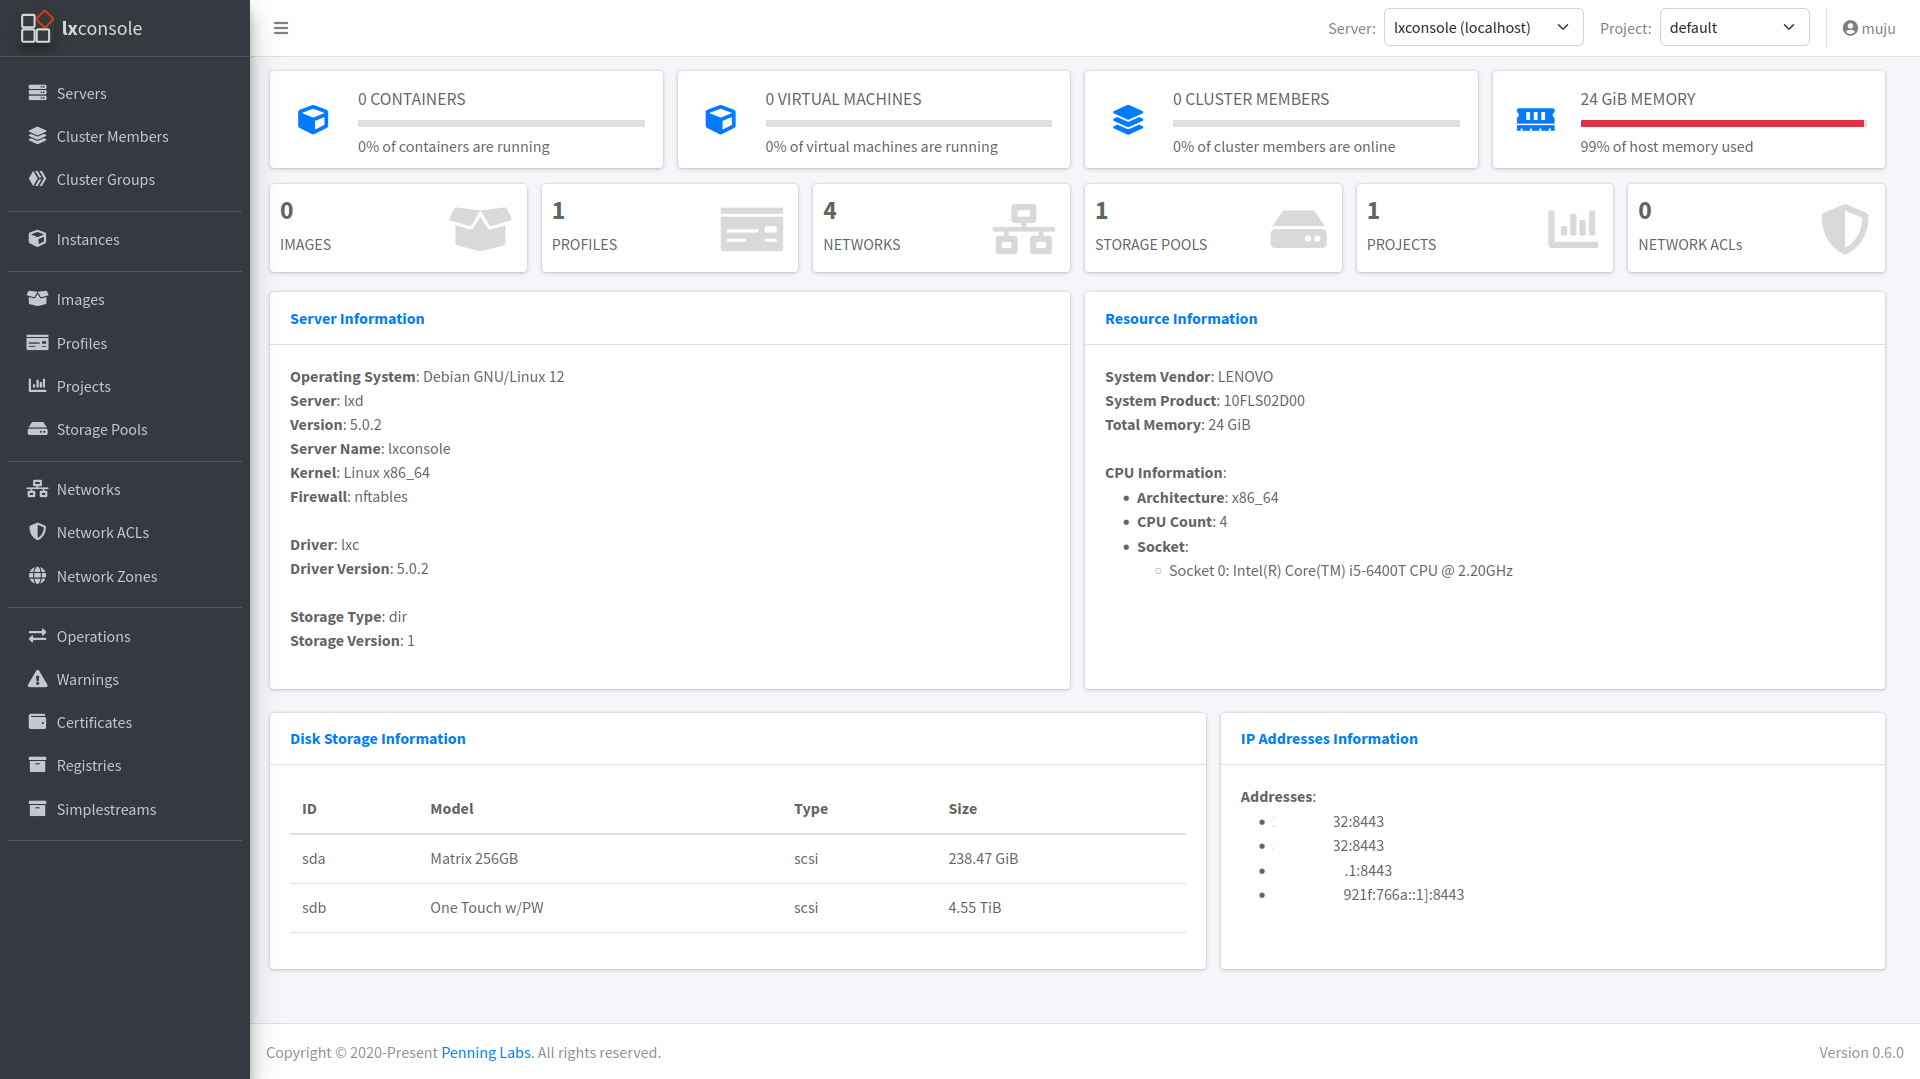 lxconsole
Server: lxconsole (localhost) Project: default muju
Servers
Cluster Members
Cluster Groups
Instances
Images
Profiles
Projects
Storage Pools
Networks
Network ACLs
Network Zones
Operations
Warnings
Certificates
Registries
Simplestreams
0 CONTAINERS
0% of containers are running
0 VIRTUAL MACHINES
0% of virtual machines are running
0 CLUSTER MEMBERS
0% of cluster members are online
24 GiB MEMORY
99% of host memory used
0
IMAGES
1
PROFILES
4
NETWORKS
1
STORAGE POOLS
1
PROJECTS
0
NETWORK ACLs
Server Information
Operating System: Debian GNU/Linux 12
Server: lxd
Version: 5.0.2
Server Name: lxconsole
Kernel: Linux x86_64
Firewall: nftables
Driver: lxc
Driver Version: 5.0.2
Storage Type: dir
Storage Version: 1
Resource Information
System Vendor: LENOVO
System Product: 10FLS02D00
Total Memory: 24 GiB
CPU Information:
Architecture: x86_64
CPU Count: 4
Socket:
Socket 0: Intel(R) Core(TM) i5-6400T CPU @ 2.20GHz
Disk Storage Information
ID Model Type Size
sda Matrix 256GB scsi 238.47 GiB
sdb One Touch w/PW scsi 4.55 TiB
IP Addresses Information
Addresses:
32:8443
32:8443
.1:8443
921f:766a::1]:8443
Copyright © 2020-Present Penning Labs. All rights reserved.
Version 0.6.0